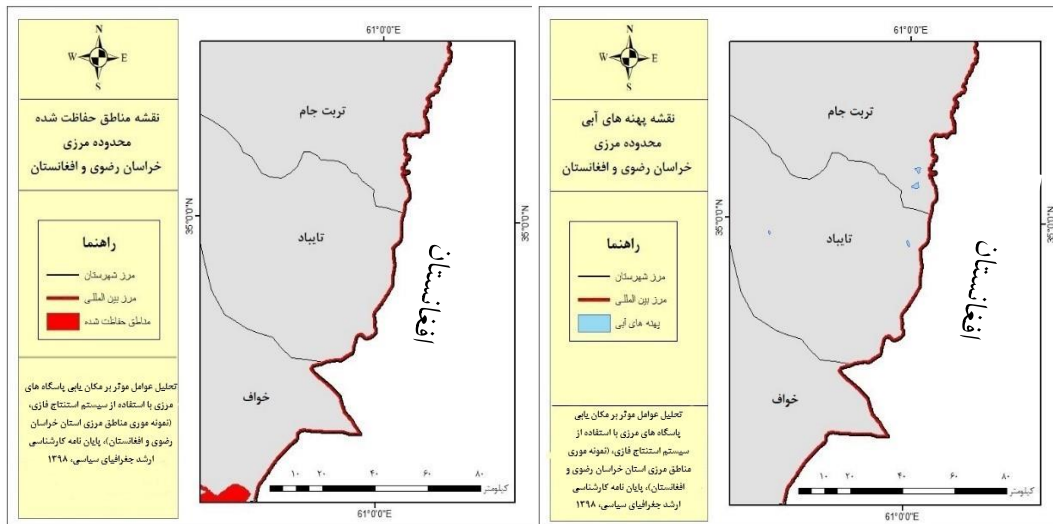 N
W E
S
نقشه مناطق حفاظت شده
محدوده مرزی
خراسان رضوی و افغانستان
راهنما
مرز شهرستان
مرز بین المللی
مناطق حفاظت شده
تحلیل عوامل موثر بر مکان یابی پاسگاه های
مرزی با استفاده از سیستم استنتاج فازی،
(نمونه موری مناطق مرزی استان خراسان
رضوی و افغانستان)، پایان نامه کارشناسی
ارشد جغرافیای سیاسی، ۱۳۹۸
61°0'0"E
تربت جام
تایباد
خواف
افغانستان
35°0'0"N
35°0'0"N
۱۰ ۲۰ ۴۰ ۶۰ ۸۰
کیلومتر
61°0'0"E
N
W E
S
نقشه پهنه های آبی
محدوده مرزی
خراسان رضوی و افغانستان
راهنما
مرز شهرستان
مرز بین المللی
پهنه های آبی
تحلیل عوامل موثر بر مکان یابی
پاسگاه های مرزی با استفاده از
سیستم استنتاج فازی، (نمونه موری
مناطق مرزی استان خراسان رضوی و
افغانستان)، پایان نامه کارشناسی
ارشد جغرافیای سیاسی، ۱۳۹۸
61°0'0"E
تربت جام
تایباد
خواف
افغانستان
35°0'0"N
35°0'0"N
۱۰ ۲۰ ۴۰ ۶۰ ۸۰
کیلومتر
61°0'0"E